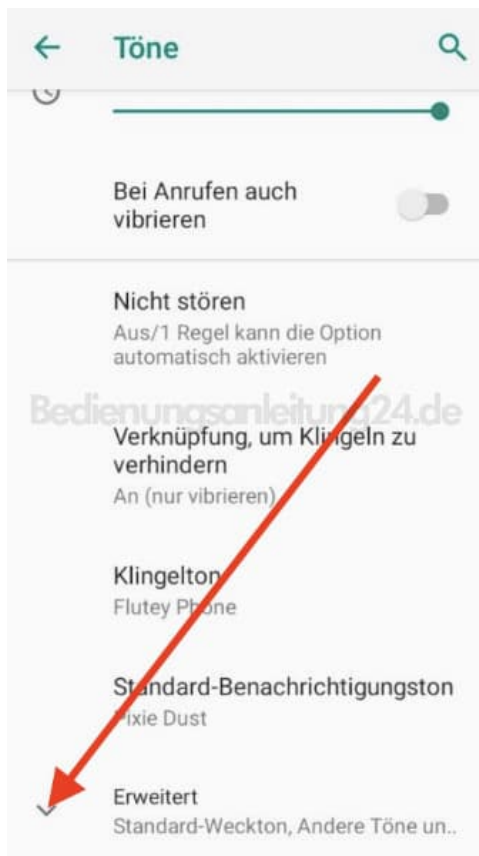 Töne
Bei Anrufen auch
vibrieren
Nicht stören
Aus/1 Regel kann die Option
automatisch aktivieren
Bedienungsanleitung24.de
Verknüpfung, um Klingeln zu
verhindern
An (nur vibrieren)
Klingelton
Flutey Phone
Standard-Benachrichtigungston
Pixie Dust
Erweitert
Standard-Weckton, Andere Töne un..